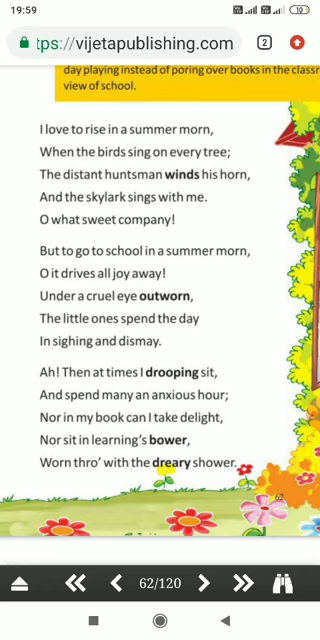 19:59
tps://vijetapublishing.com
2
day playing instead of poring over books in the
view of school.
I love to rise in a summer morn,
When the birds sing on every tree;
The distant huntsman winds his horn,
And the skylark sings with me.
O what sweet company!
But to go to school in a summer morn,
O it drives all joy away!
Under a cruel eye outworn,
The little ones spend the day
In sighing and dismay.
Ah! Then at times I drooping sit,
And spend many an anxious hour;
Nor in my book can I take delight,
Nor sit in learning's bower,
Worn thro' with the dreary shower.
62
62/120